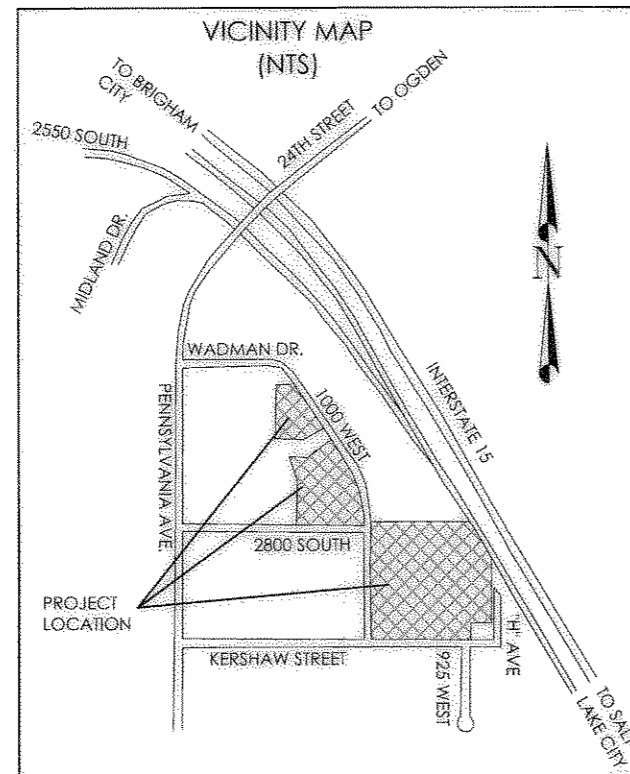 VICINITY MAP
(NTS)
TO BRIGHAM
CITY
24TH STREET
TO OGDEN
2550 SOUTH
MIDLAND DR.
N
WADMAN DR.
1000 WEST
INTERSTATE 15
PENNSYLVANIA AVE.
2800 SOUTH
PROJECT
LOCATION
KERSHAW STREET
925 WEST
"H" AVE
TO SALT
LAKE CITY